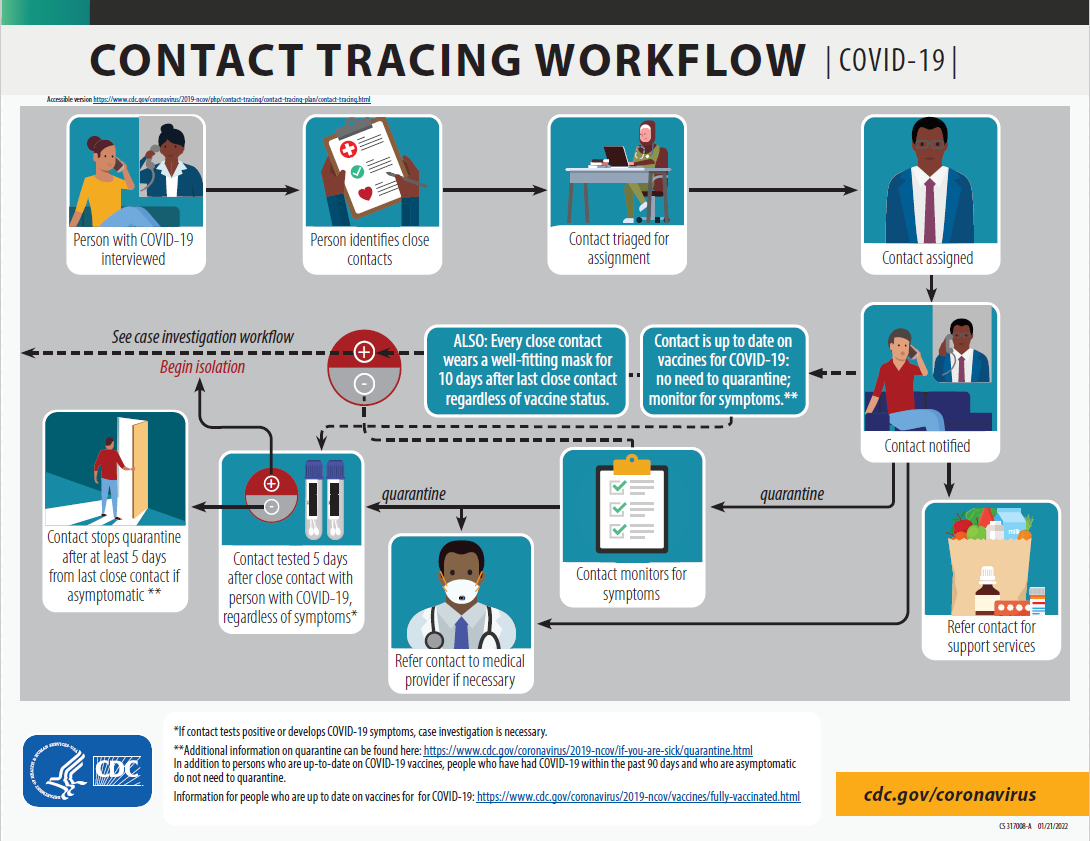 CONTACT TRACING WORKFLOW | COVID-19 |
Accessible version https://www.cdc.gov/coronavirus/2019-ncov/php/contact-tracing/contact-tracing-plan/contact-tracing.html
Person with COVID-19
interviewed
Person identifies close
contacts
Contact triaged for
assignment
Contact assigned
See case investigation workflow
Begin isolation
+
-
ALSO: Every close contact
wears a well-fitting mask for
10 days after last close contact
regardless of vaccine status.
Contact is up to date on
vaccines for COVID-19:
no need to quarantine;
monitor for symptoms.**
Contact notified
Contact stops quarantine
after at least 5 days
from last close contact if
asymptomatic **
+
-
quarantine
Contact tested 5 days
after close contact with
person with COVID-19,
regardless of symptoms*
Refer contact to medical
provider if necessary
Contact monitors for
symptoms
quarantine
milk
Refer contact for
support services
DEPARTMENT OF HEALTH & HUMAN SERVICES • USA
CDC
*If contact tests positive or develops COVID-19 symptoms, case investigation is necessary.
**Additional information on quarantine can be found here: https://www.cdc.gov/coronavirus/2019-ncov/if-you-are-sick/quarantine.html
In addition to persons who are up-to-date on COVID-19 vaccines, people who have had COVID-19 within the past 90 days and who are asymptomatic
do not need to quarantine.
Information for people who are up to date on vaccines for for COVID-19: https://www.cdc.gov/coronavirus/2019-ncov/vaccines/fully-vaccinated.html
cdc.gov/coronavirus
CS 317008-A 01/21/2022